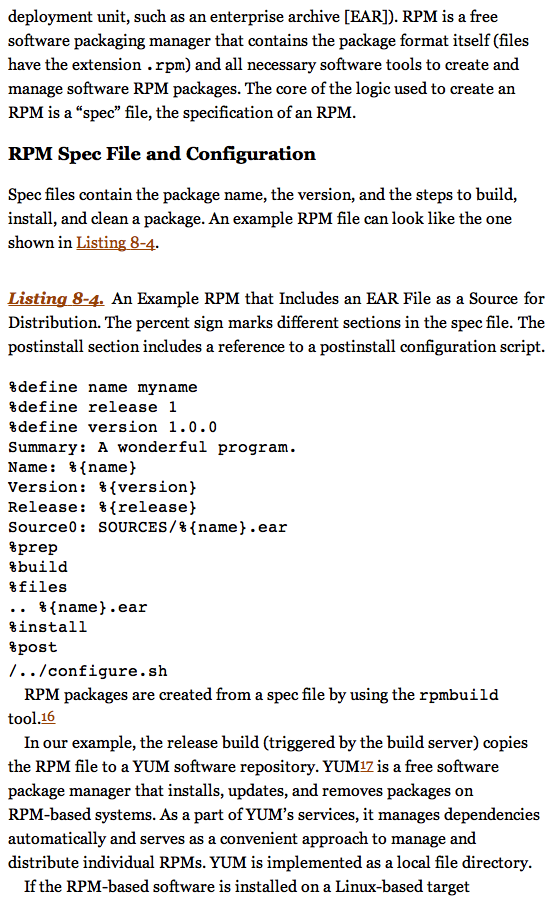 deployment unit, such as an enterprise archive [EAR]). RPM is a free
software packaging manager that contains the package format itself (files
have the extension .rpm) and all necessary software tools to create and
manage software RPM packages. The core of the logic used to create an
RPM is a “spec” file, the specification of an RPM.
RPM Spec File and Configuration
Spec files contain the package name, the version, and the steps to build,
install, and clean a package. An example RPM file can look like the one
shown in Listing 8-4.
Listing 8-4. An Example RPM that Includes an EAR File as a Source for
Distribution. The percent sign marks different sections in the spec file. The
postinstall section includes a reference to a postinstall configuration script.
%define name myname
%define release 1
%define version 1.0.0
Summary: A wonderful program.
Name: %{name}
Version: %{version}
Release: %{release}
Source0: SOURCES/%{name}.ear
%prep
%build
%files
.. %{name}.ear
%install
%post
/../configure.sh
RPM packages are created from a spec file by using the rpmbuild
tool.16
In our example, the release build (triggered by the build server) copies
the RPM file to a YUM software repository. YUM17 is a free software
package manager that installs, updates, and removes packages on
RPM-based systems. As a part of YUM’s services, it manages dependencies
automatically and serves as a convenient approach to manage and
distribute individual RPMs. YUM is implemented as a local file directory.
If the RPM-based software is installed on a Linux-based target